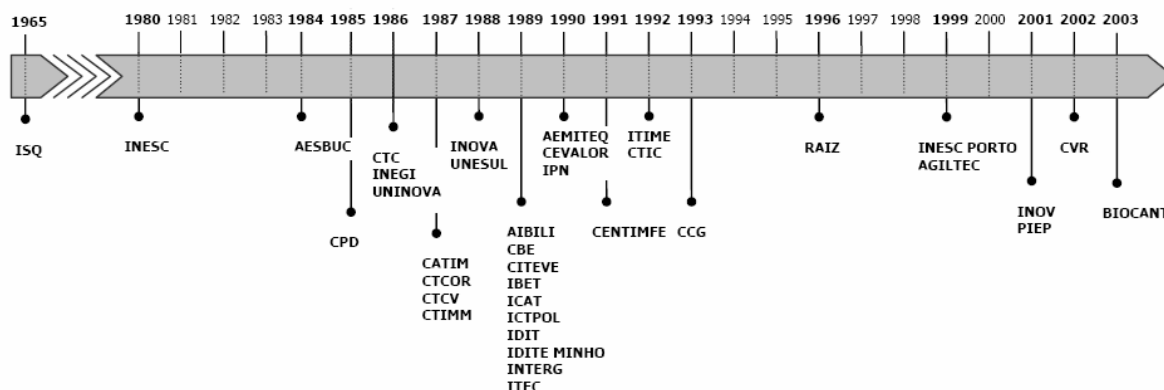 1965 1980 1981 1982 1983 1984 1985 1986 1987 1988 1989 1990 1991 1992 1993 1994 1995 1996 1997 1998 1999 2000 2001 2002 2003
ISQ
INESC
AESBUC
CPD
CTC
INEGI
UNINOVA
CATIM
CTCOR
CTCV
CTIMM
INOVA
UNESUL
AIBILI
CBE
CITEVE
IBET
ICAT
ICTPOL
IDIT
IDITE MINHO
INTERG
ITEC
AEMITEQ
CEVALOR
IPN
CENTIMFE
ITIME
CTIC
CCG
RAIZ
INESC PORTO
AGILTEC
INOV
PIEP
CVR
BIOCANT